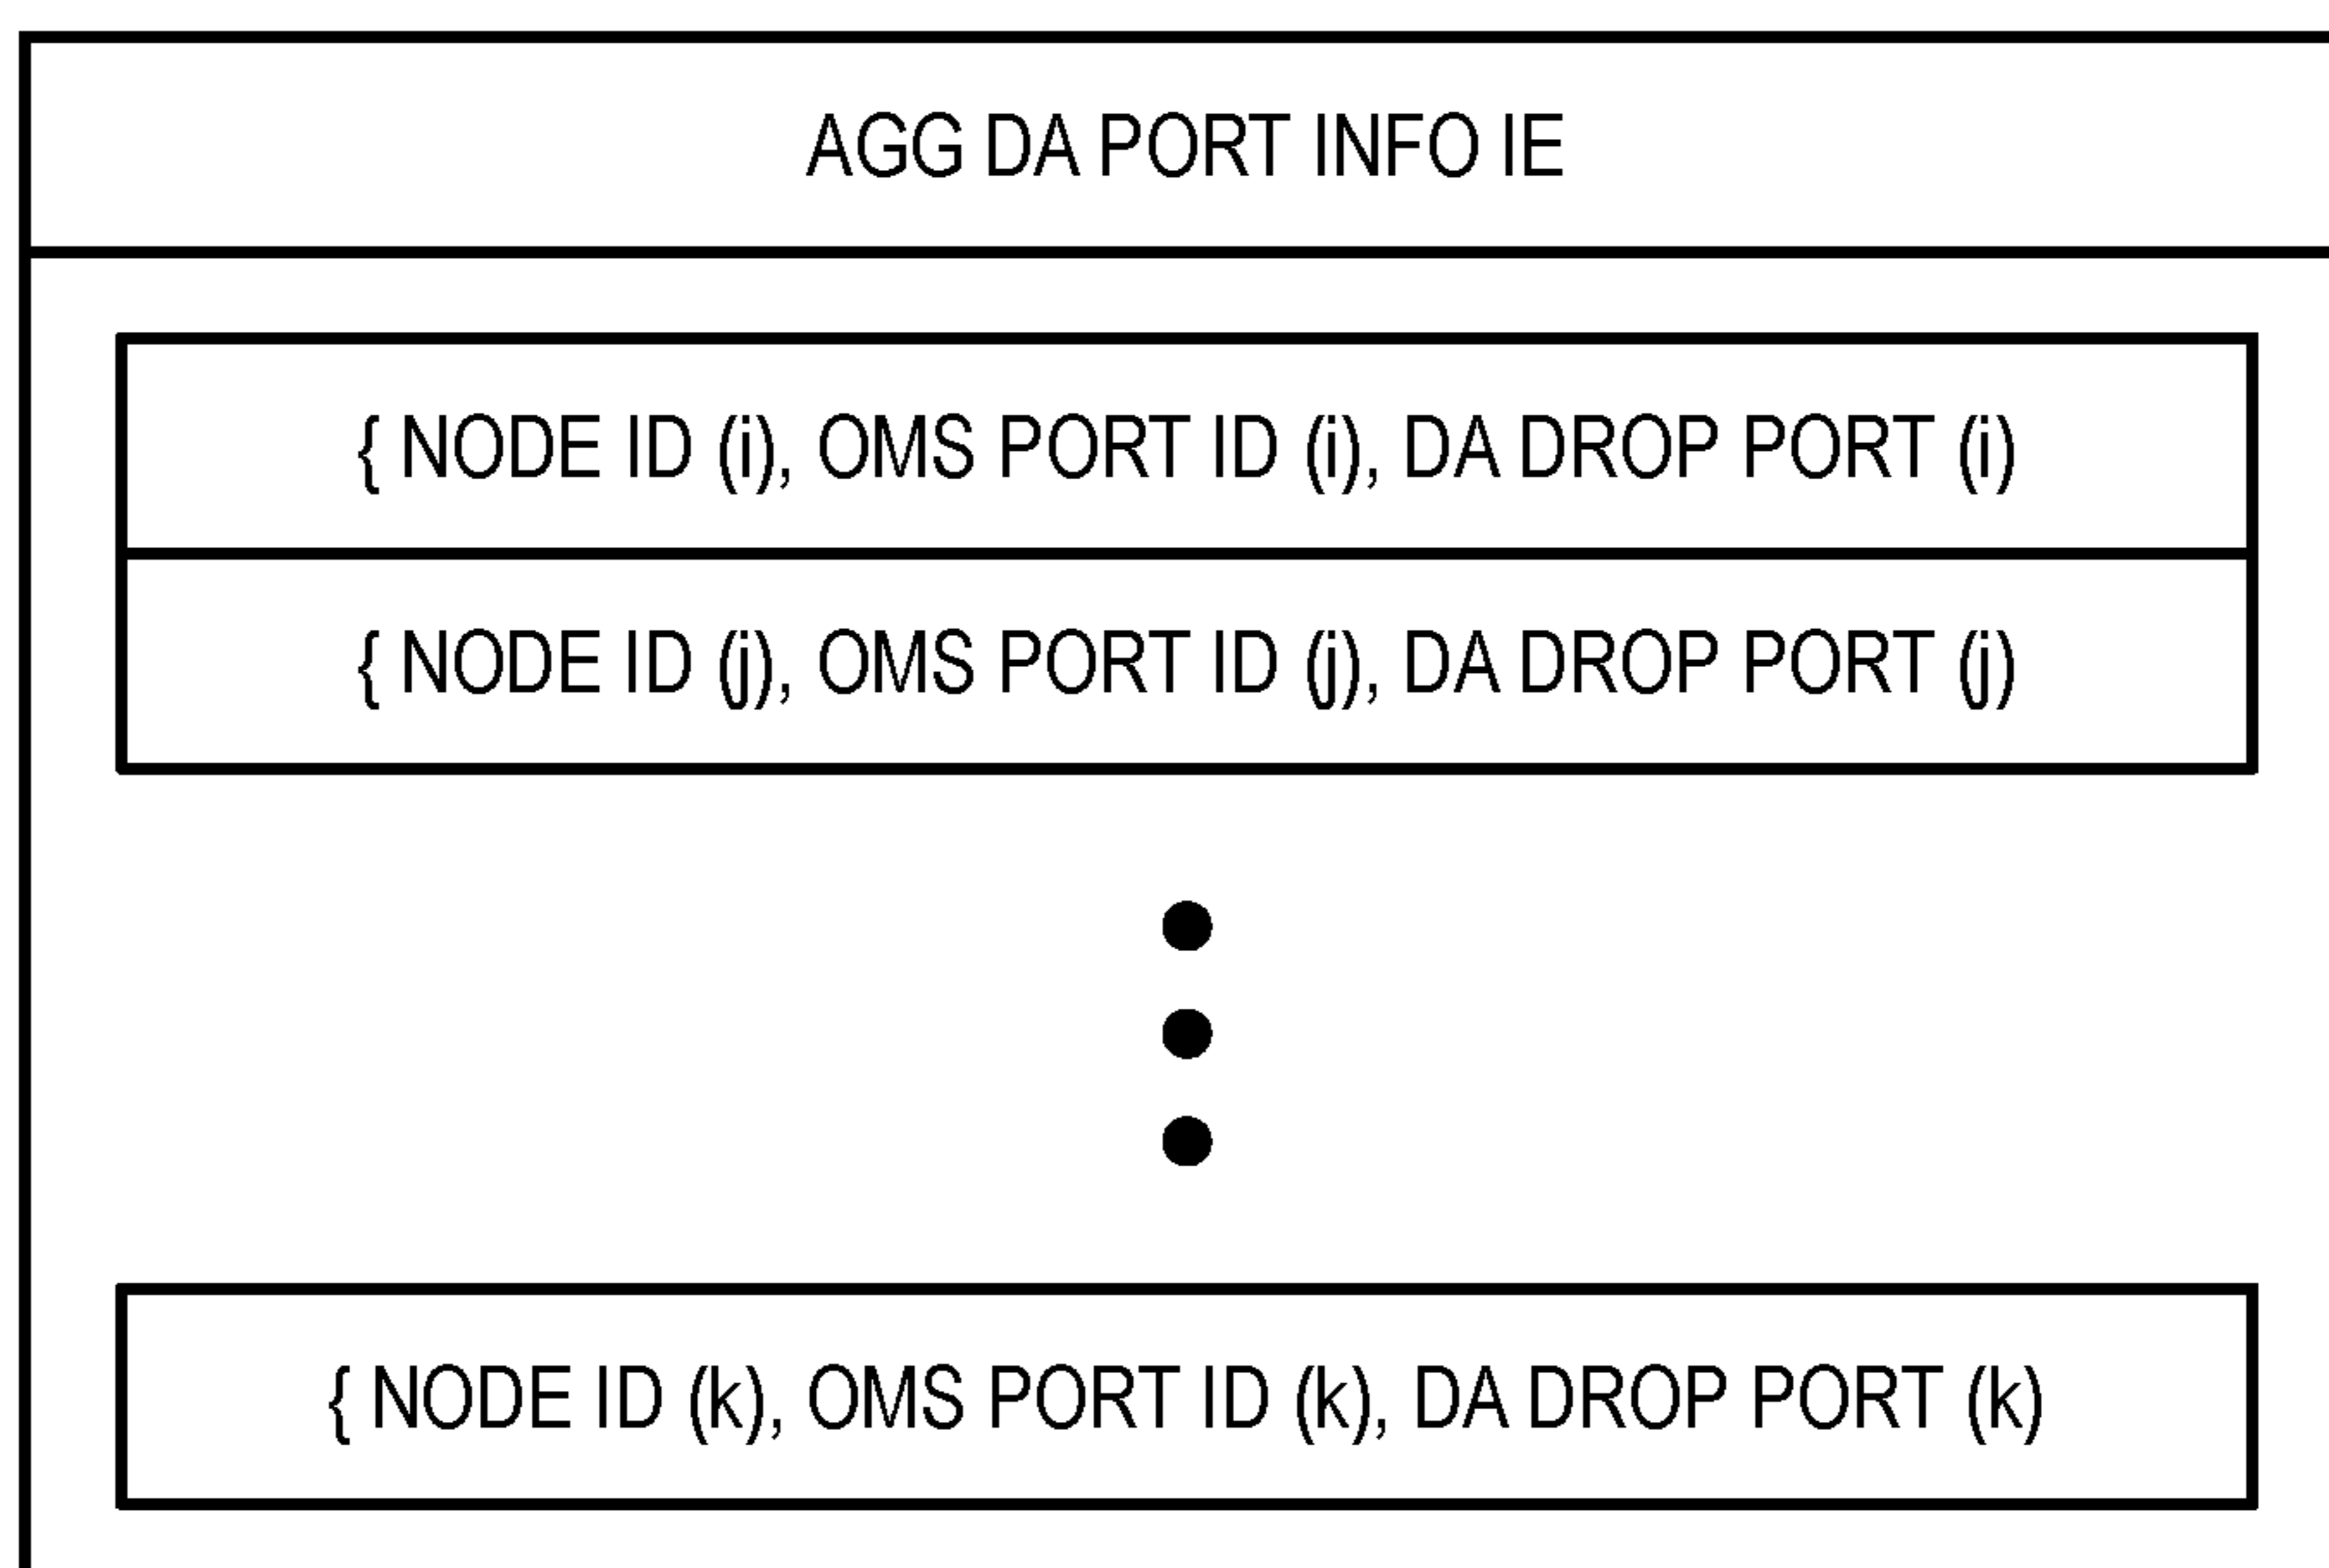 AGG DA PORT INFO IE
{ NODE ID (i), OMS PORT ID (i), DA DROP PORT (i)
{ NODE ID (j), OMS PORT ID (j), DA DROP PORT (j)
{ NODE ID (k), OMS PORT ID (k), DA DROP PORT (k)